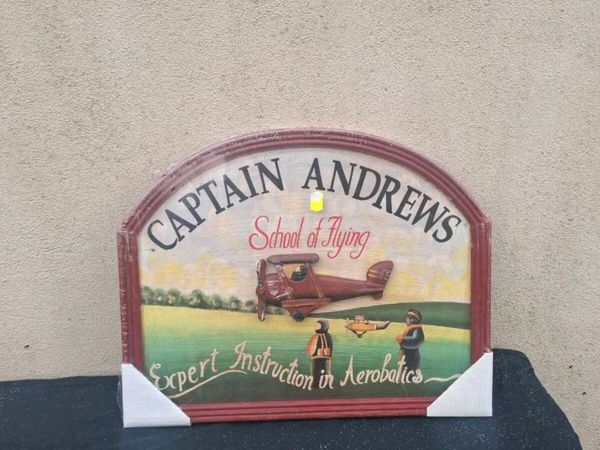 CAPTAIN ANDREWS
School of Flying
Expert Instruction in Aerobatics